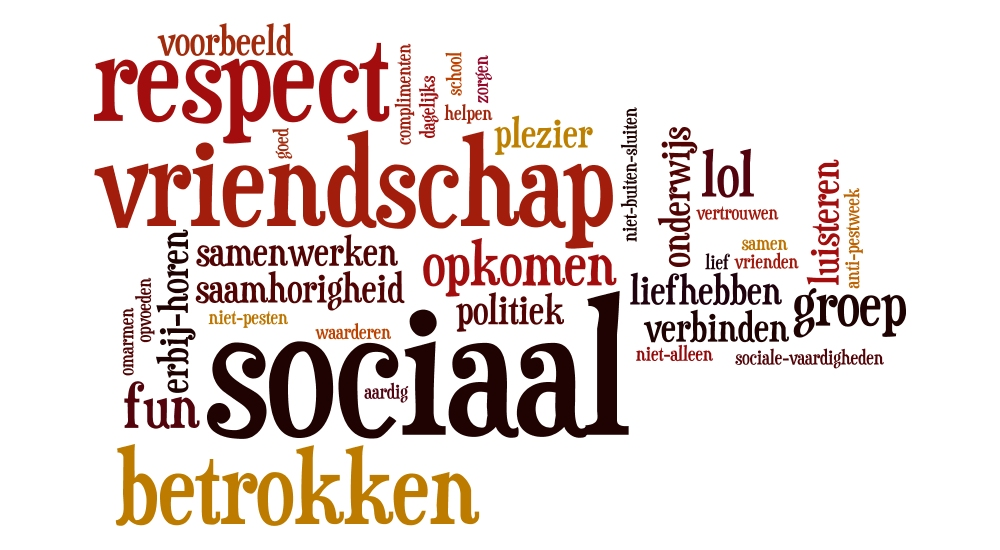 voorbeeld
respect
complimenten
dagelijks
school
zorgen
helpen
goed
plezier
vriendschap
niet-buiten-sluiten
onderwijs
lol
vertrouwen
luisteren
anti-pestweek
samen
lief
vrienden
samenwerken
opkomen
saamhorigheid
erbij-horen
opvoeden
omarmen
niet-pesten
waarderen
politiek
liefhebben
groep
verbinden
niet-alleen
sociale-vaardigheden
sociaal
aardig
fun
betrokken